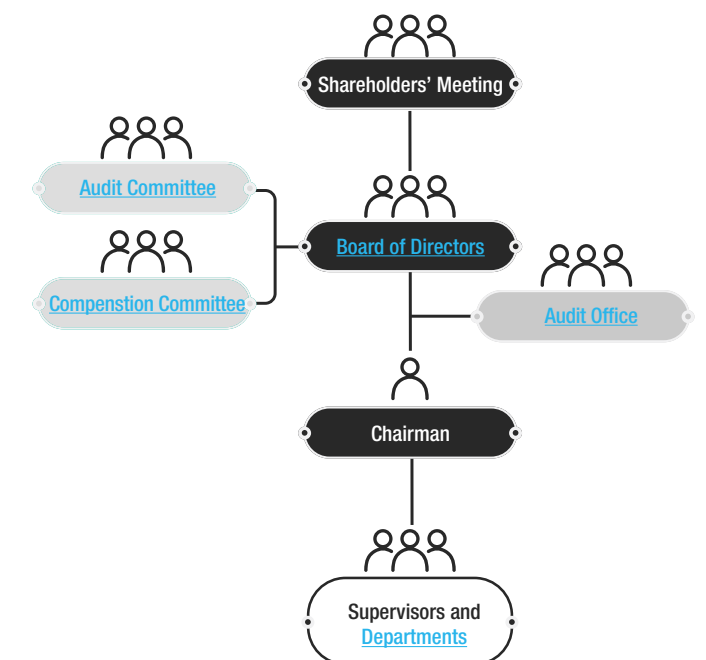 Shareholders' Meeting
Audit Committee
Board of Directors
Compenstion Committee
Audit Office
Chairman
Supervisors and
Departments